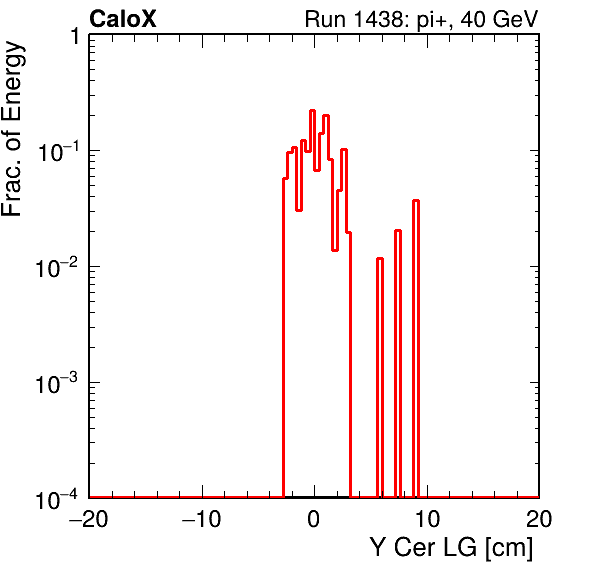 CaloX Run 1438: pi+, 40 GeV
Frac. of Energy
1
10⁻¹
10⁻²
10⁻³
10⁻⁴
−20 −10 0 10 20
Y Cer LG [cm]